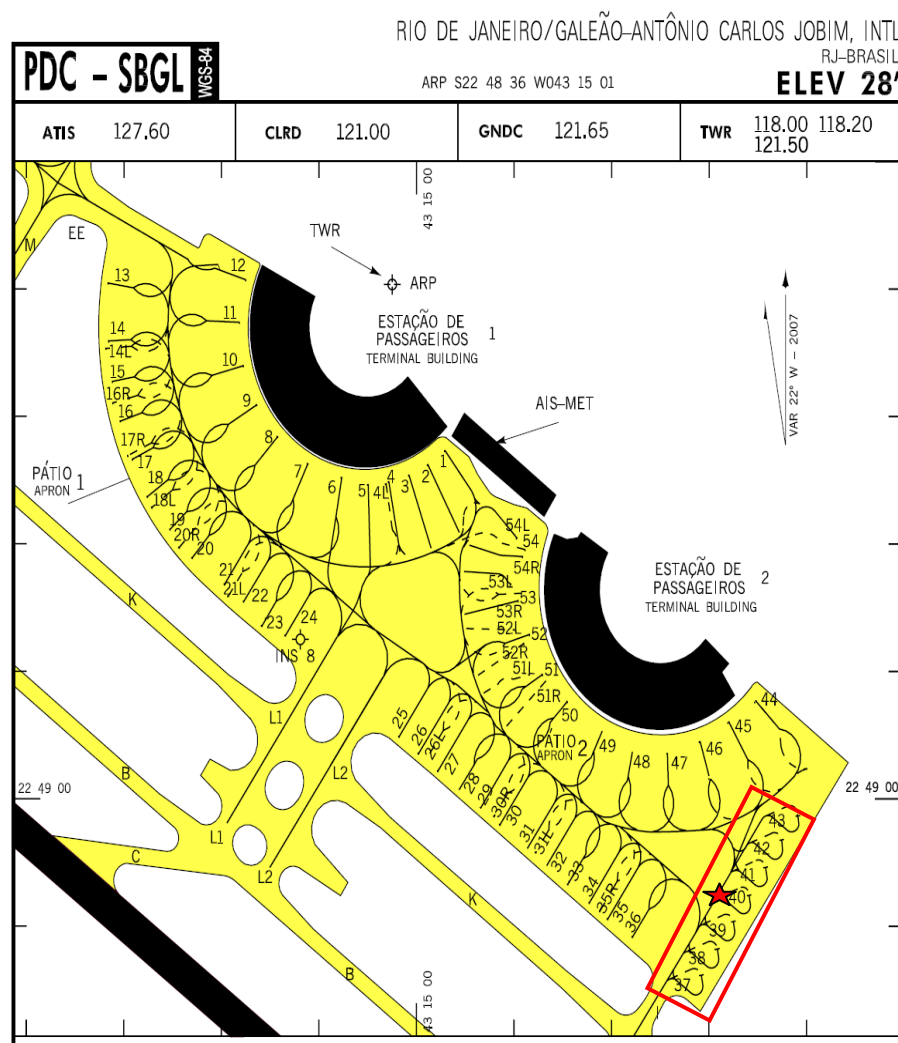 RIO DE JANEIRO/GALEÃO–ANTÔNIO CARLOS JOBIM, INTL
RJ–BRASIL
PDC – SBGL WGS-84
ARP S22 48 36 W043 15 01
ELEV 28'
ATIS 127.60
CLRD 121.00
GNDC 121.65
TWR 118.00 118.20
121.50
43 15 00
M
EE
TWR
ARP
ESTAÇÃO DE
PASSAGEIROS 1
TERMINAL BUILDING
VAR 22° W – 2007
AIS–MET
PÁTIO 1
APRON
12
13
11
14
14L
10
15
16R
16
9
17R
17
8
18
18L
7
19
20R
20
6
5
4L
4
3
2
1
21
21L
22
23
24
INS 8
54L
54
54R
53L
53
53R
52L
52
52R
51L
51
51R
50
ESTAÇÃO DE
PASSAGEIROS 2
TERMINAL BUILDING
PÁTIO 2
APRON
49
48
47
46
45
44
K
L1
L2
B
25
26
26L
27
28
29
30R
30
31
31L
32
33
34
35R
35
36
22 49 00
22 49 00
43
42
41
40
39
38
37
L1
C
L2
K
B
43 15 00